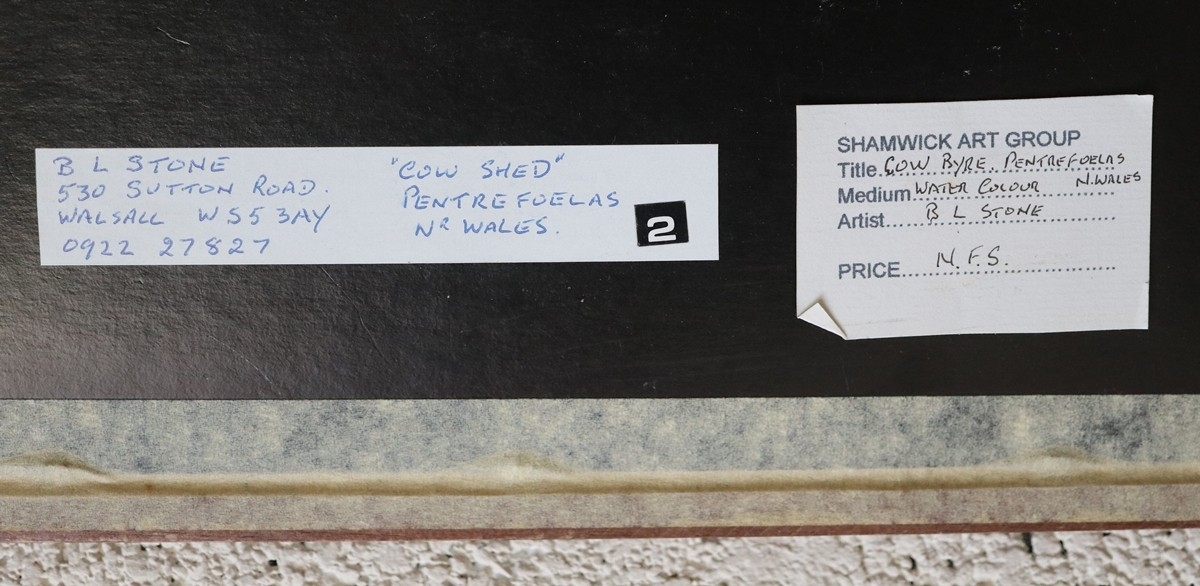 B L STONE
530 SUTTON ROAD.
WALSALL WS5 3AY
0922 27827
"COW SHED"
PENTREFOELAS
NR WALES.
2
SHAMWICK ART GROUP
Title COW BYRE. PENTREFOELAS
N. WALES
Medium WATER COLOUR
Artist B L STONE
PRICE N.F.S.